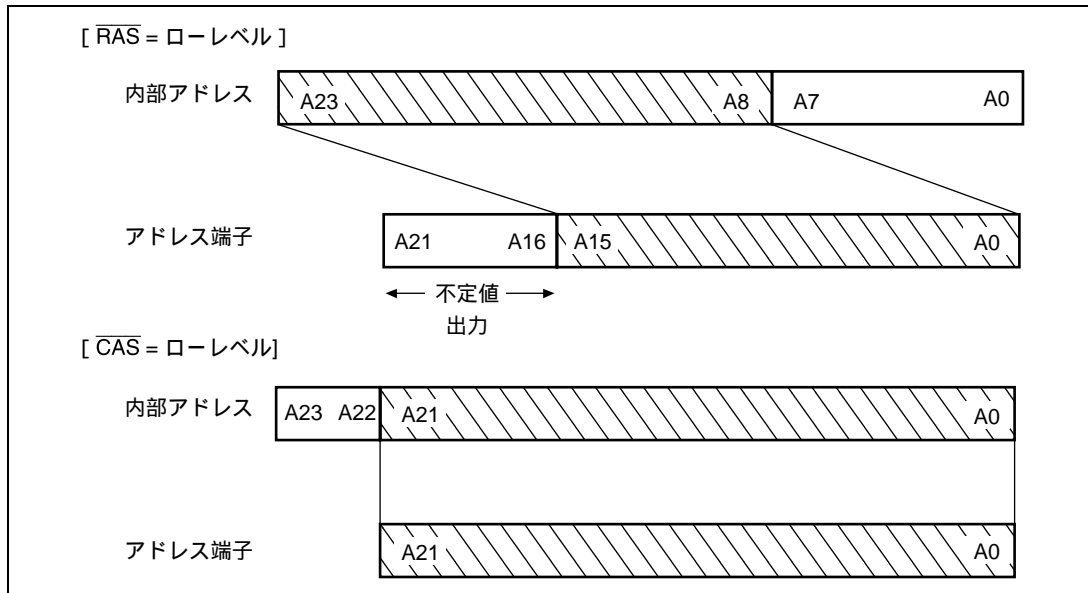 [ RAS = ローレベル ]
内部アドレス A23 A8 A7 A0
アドレス端子 A21 A16 A15 A0
不定値
出力
[ CAS = ローレベル]
内部アドレス A23 A22 A21 A0
アドレス端子 A21 A0